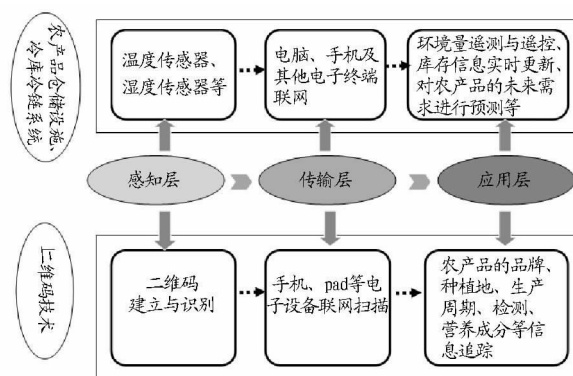 农产品仓储设施、
冷库冷链系统
温度传感器、
湿度传感器等
电脑、手机及
其他电子终端
联网
环境量遥测与遥控、
库存信息实时更新、
对农产品的未来需
求进行预测等
感知层
传输层
应用层
二维码技术
二维码
建立与识别
手机、pad等电
子设备联网扫描
农产品的品牌、
种植地、生产
周期、检测、
营养成分等信
息追踪